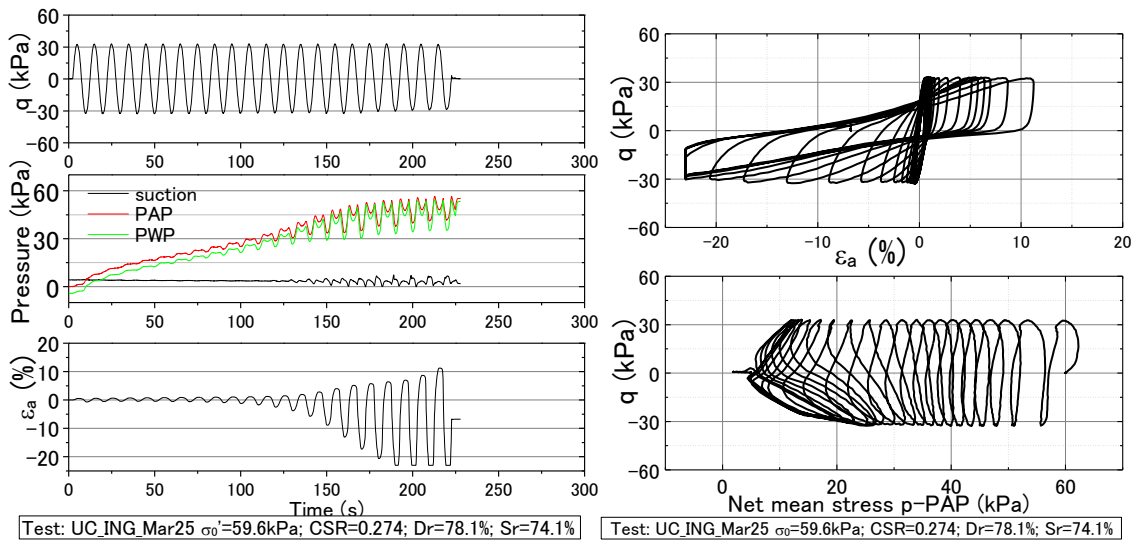 q (kPa)
60
30
0
−30
−60
0 50 100 150 200 250 300
Pressure (kPa)
60
30
0
suction
PAP
PWP
0 50 100 150 200 250 300
εa (%)
20
10
0
−10
−20
0 50 100 150 200 250 300
Time (s)
Test: UC_ING_Mar25 σ0'=59.6kPa; CSR=0.274; Dr=78.1%; Sr=74.1%
q (kPa)
60
30
0
−30
−60
−20 −10 0 10 20
εa (%)
q (kPa)
60
30
0
−30
−60
0 20 40 60 80
Net mean stress p-PAP (kPa)
Test: UC_ING_Mar25 σ0=59.6kPa; CSR=0.274; Dr=78.1%; Sr=74.1%